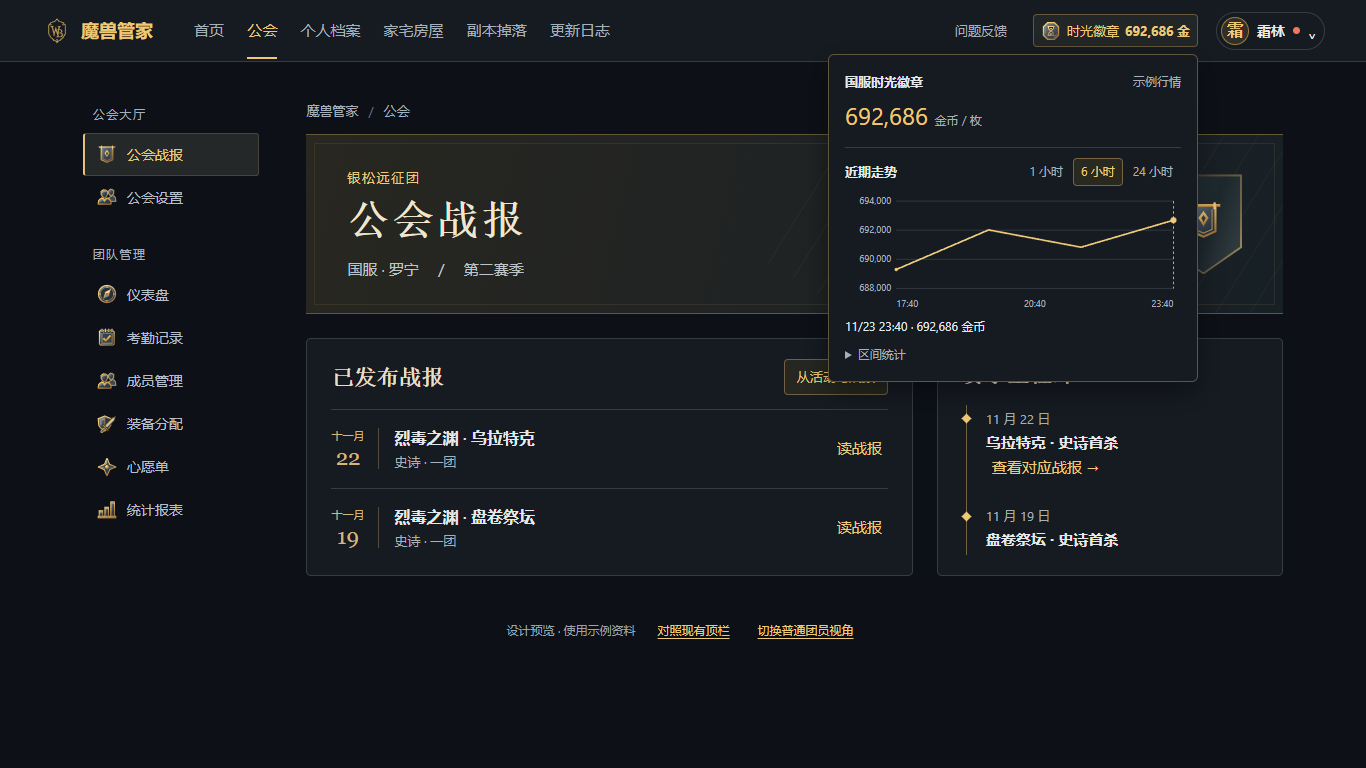 魔兽管家
首页 公会 个人档案 家宅房屋 副本掉落 更新日志
问题反馈
时光徽章 692,686 金
霜 霜林
公会大厅
公会战报
公会设置
团队管理
仪表盘
考勤记录
成员管理
装备分配
心愿单
统计报表
魔兽管家 / 公会
银松远征团
公会战报
国服 · 罗宁 / 第二赛季
国服时光徽章 示例行情
692,686 金币 / 枚
近期走势 1 小时 6 小时 24 小时
694,000
692,000
690,000
688,000
17:40 20:40 23:40
11/23 23:40 · 692,686 金币
区间统计
已发布战报
从活动
十一月
22
烈毒之渊 · 乌拉特克
史诗 · 一团
读战报
十一月
19
烈毒之渊 · 盘卷祭坛
史诗 · 一团
读战报
11 月 22 日
乌拉特克 · 史诗首杀
查看对应战报 →
11 月 19 日
盘卷祭坛 · 史诗首杀
设计预览 · 使用示例资料 对照现有顶栏 切换普通团员视角